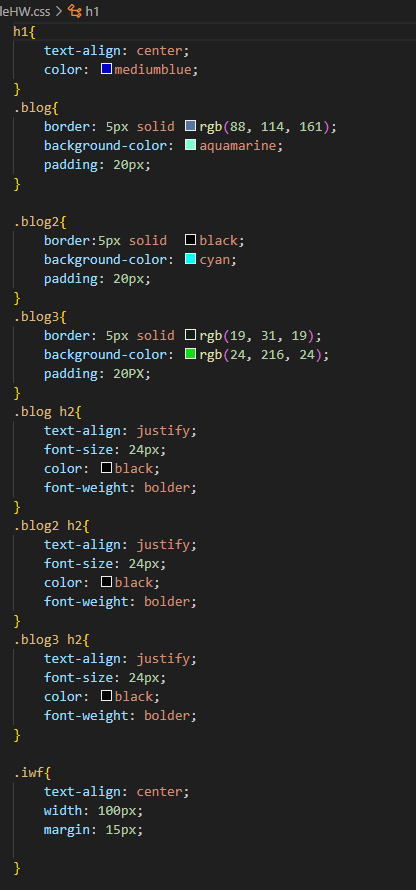 leHW.css > h1
h1{
    text-align: center;
    color: mediumblue;
}
.blog{
    border: 5px solid rgb(88, 114, 161);
    background-color: aquamarine;
    padding: 20px;
}

.blog2{
    border:5px solid  black;
    background-color: cyan;
    padding: 20px;
}
.blog3{
    border: 5px solid rgb(19, 31, 19);
    background-color: rgb(24, 216, 24);
    padding: 20PX;
}
.blog h2{
    text-align: justify;
    font-size: 24px;
    color: black;
    font-weight: bolder;
}
.blog2 h2{
    text-align: justify;
    font-size: 24px;
    color: black;
    font-weight: bolder;
}
.blog3 h2{
    text-align: justify;
    font-size: 24px;
    color: black;
    font-weight: bolder;
}

.iwf{
    text-align: center;
    width: 100px;
    margin: 15px;

}